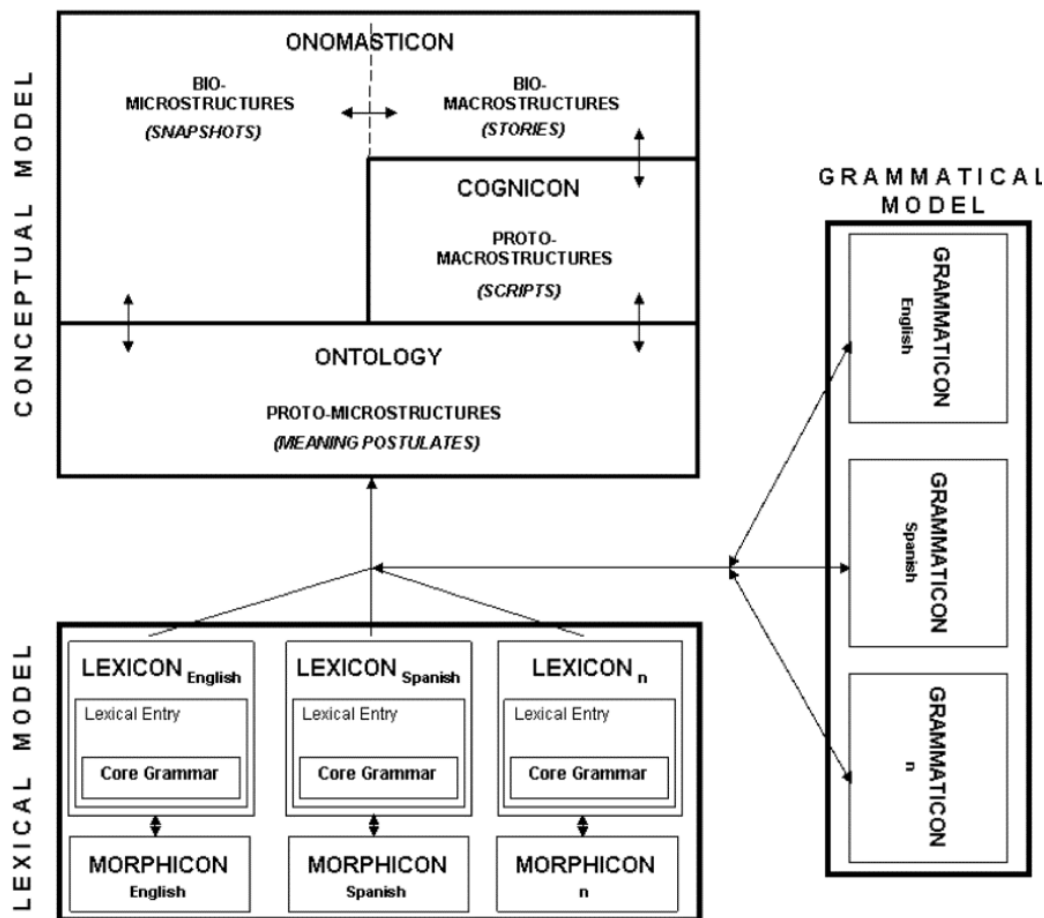 CONCEPTUAL MODEL
ONOMASTICON
BIO-
MICROSTRUCTURES
(SNAPSHOTS)
BIO-
MACROSTRUCTURES
(STORIES)
COGNICON
PROTO-
MACROSTRUCTURES
(SCRIPTS)
ONTOLOGY
PROTO-MICROSTRUCTURES
(MEANING POSTULATES)
GRAMMATICAL
MODEL
GRAMMATICON
English
GRAMMATICON
Spanish
GRAMMATICON
n
LEXICAL MODEL
LEXICON English
Lexical Entry
Core Grammar
MORPHICON
English
LEXICON Spanish
Lexical Entry
Core Grammar
MORPHICON
Spanish
LEXICON n
Lexical Entry
Core Grammar
MORPHICON
n